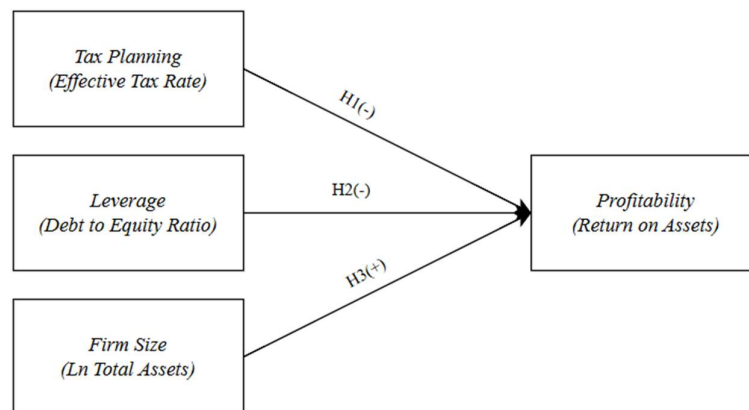 Tax Planning
(Effective Tax Rate)
H1(-)
Leverage
(Debt to Equity Ratio)
H2(-)
Profitability
(Return on Assets)
H3(+)
Firm Size
(Ln Total Assets)